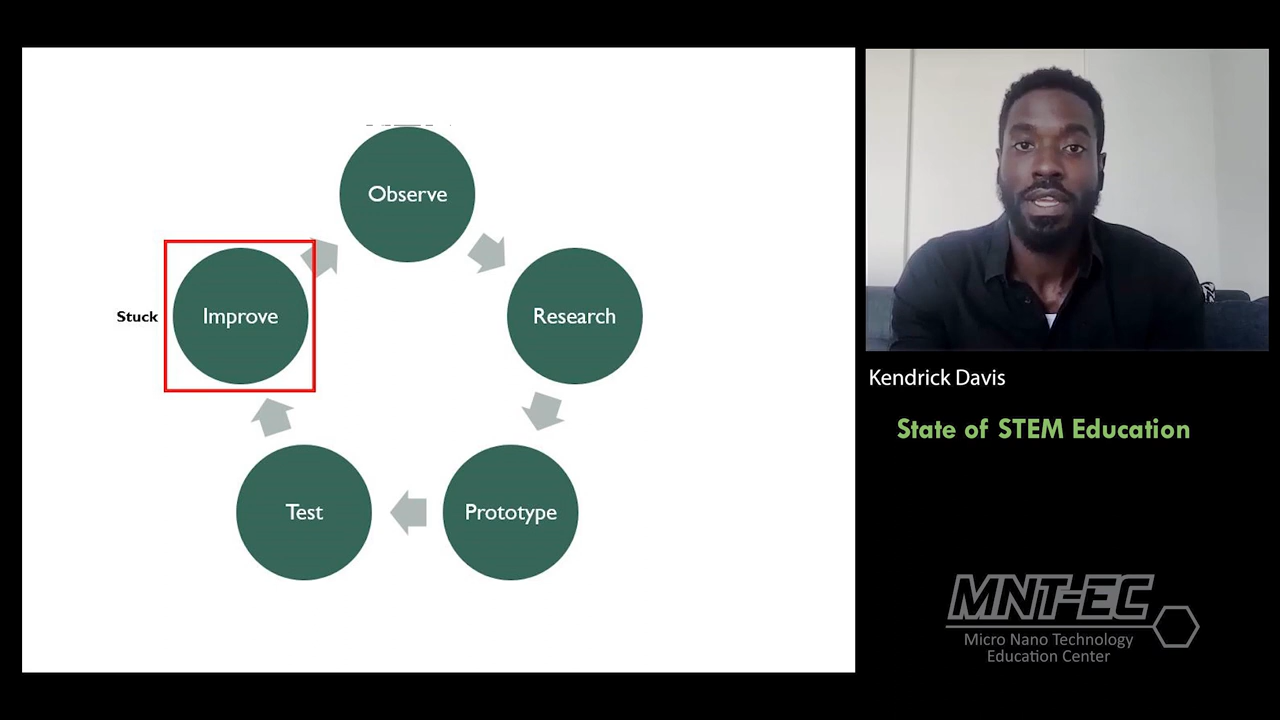 Observe
Stuck
Improve
Research
Test
Prototype
Kendrick Davis
State of STEM Education
MNT-EC
Micro Nano Technology
Education Center